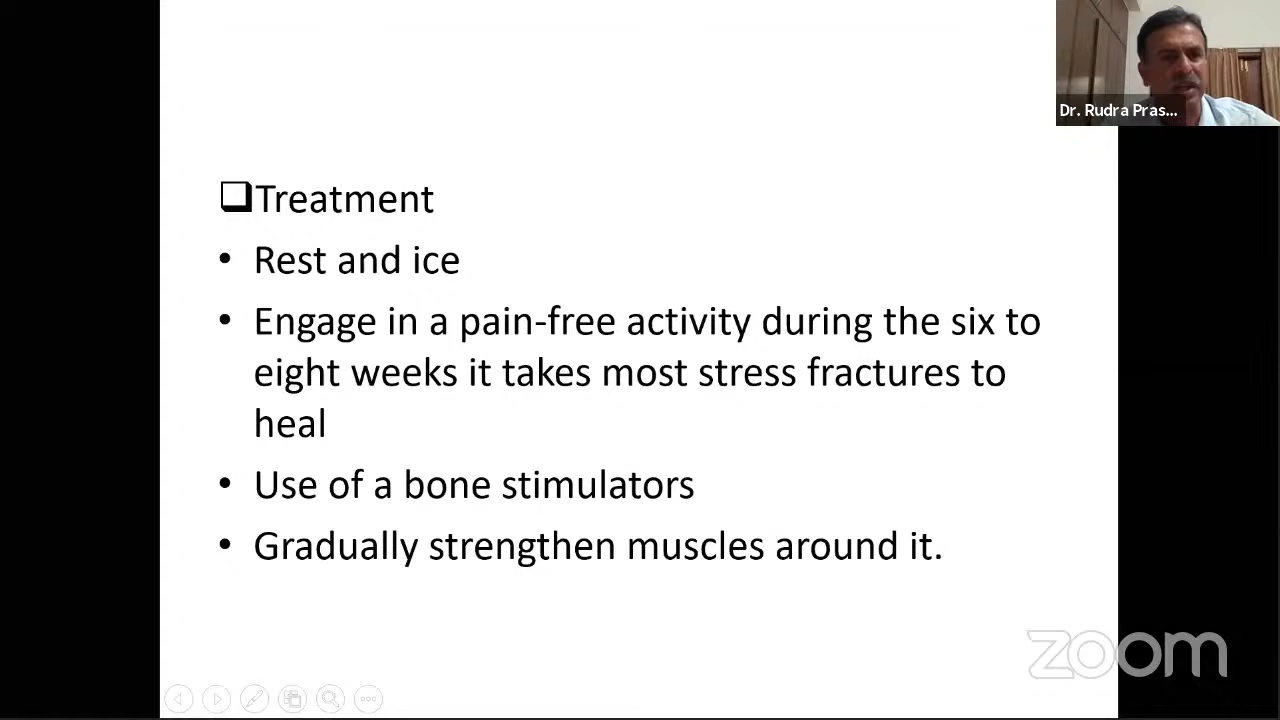 Dr. Rudra Pras...
❑Treatment
• Rest and ice
• Engage in a pain-free activity during the six to
eight weeks it takes most stress fractures to
heal
• Use of a bone stimulators
• Gradually strengthen muscles around it.
zoom